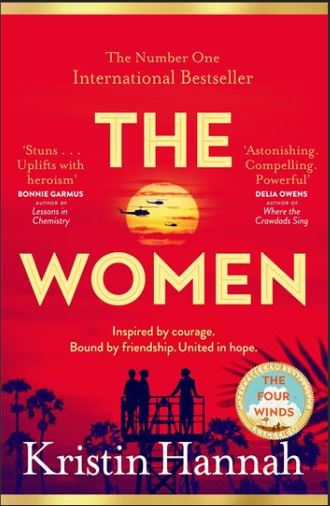 The Number One
International Bestseller
THE
'Stuns . . .
Uplifts with
heroism'
BONNIE GARMUS
AUTHOR OF
Lessons in
Chemistry
'Astonishing.
Compelling.
Powerful'
DELIA OWENS
AUTHOR OF
Where the
Crawdads Sing
WOMEN
Inspired by courage.
Bound by friendship. United in hope.
THE
FOUR
WINDS
Kristin Hannah